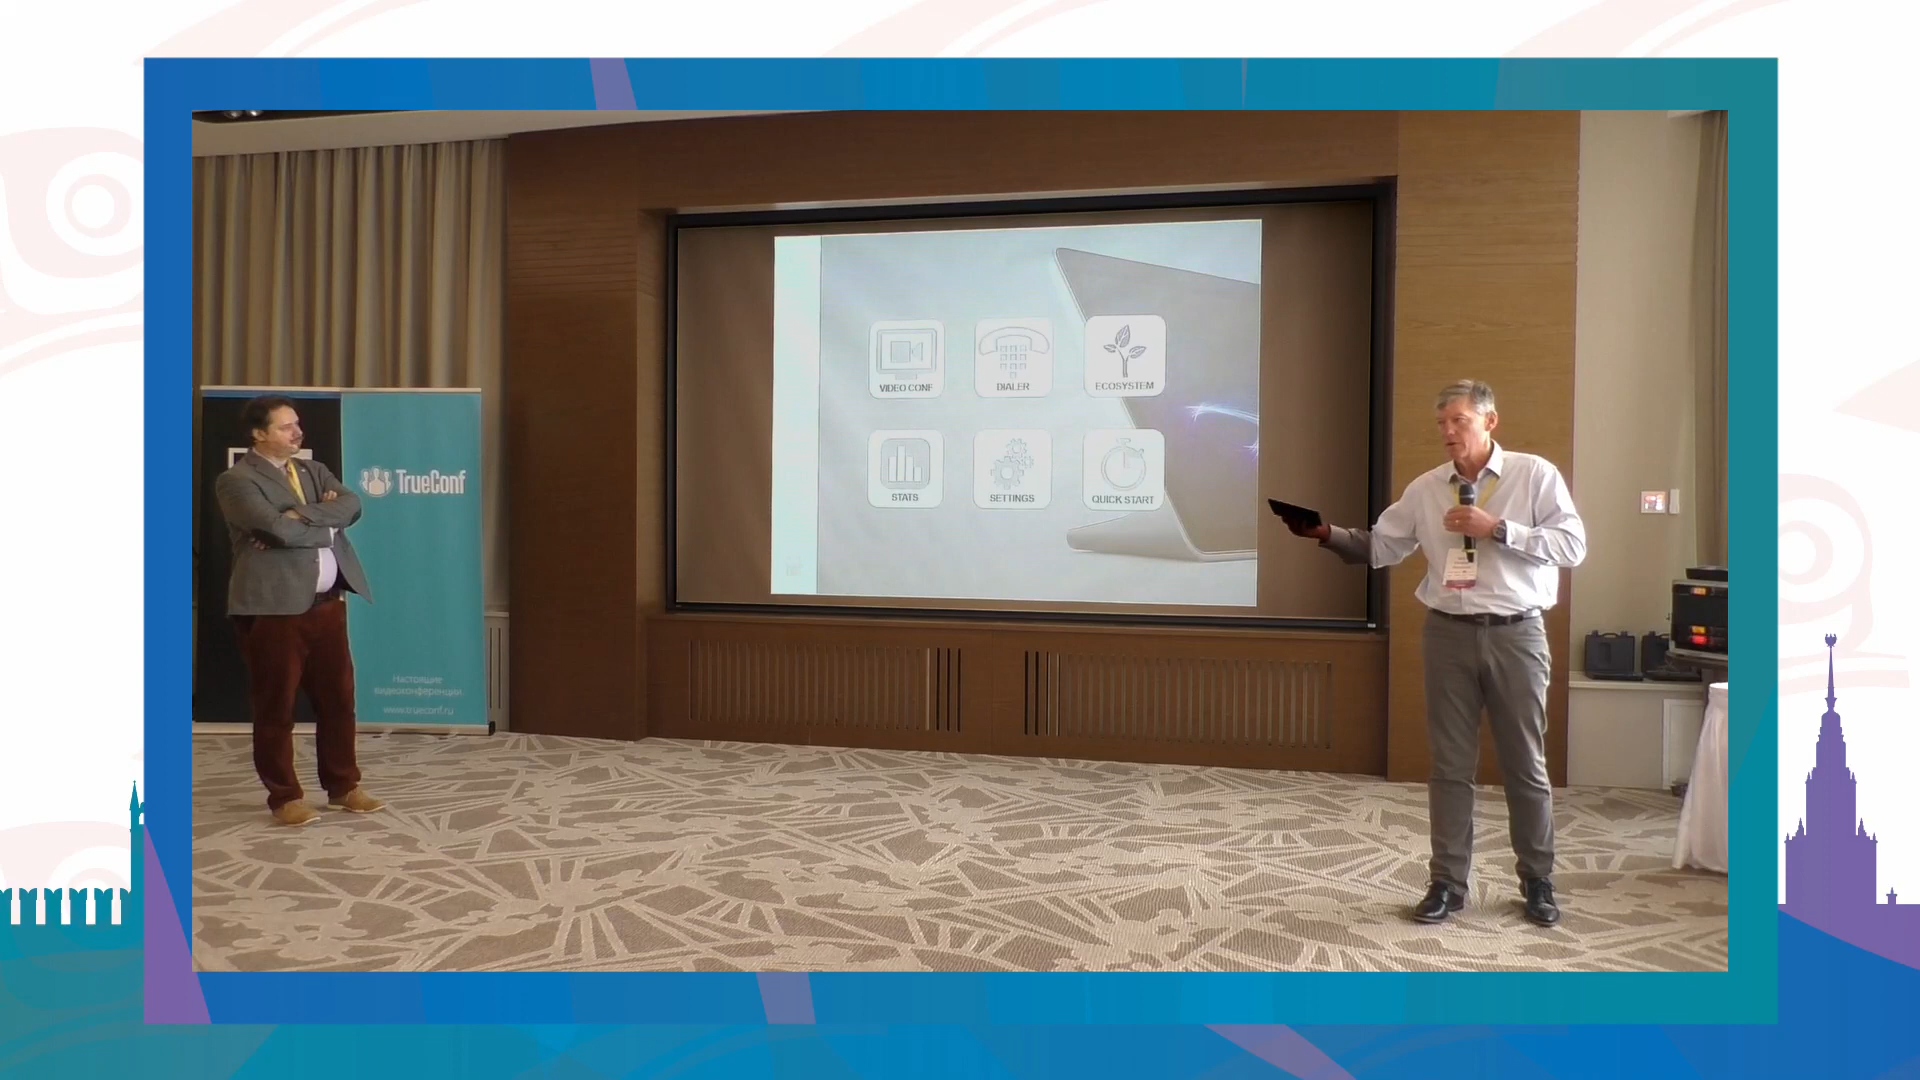 VIDEO CONF
DIALER
ECOSYSTEM
STATS
SETTINGS
QUICK START
TrueConf
Настоящие
видеоконференции
www.trueconf.ru